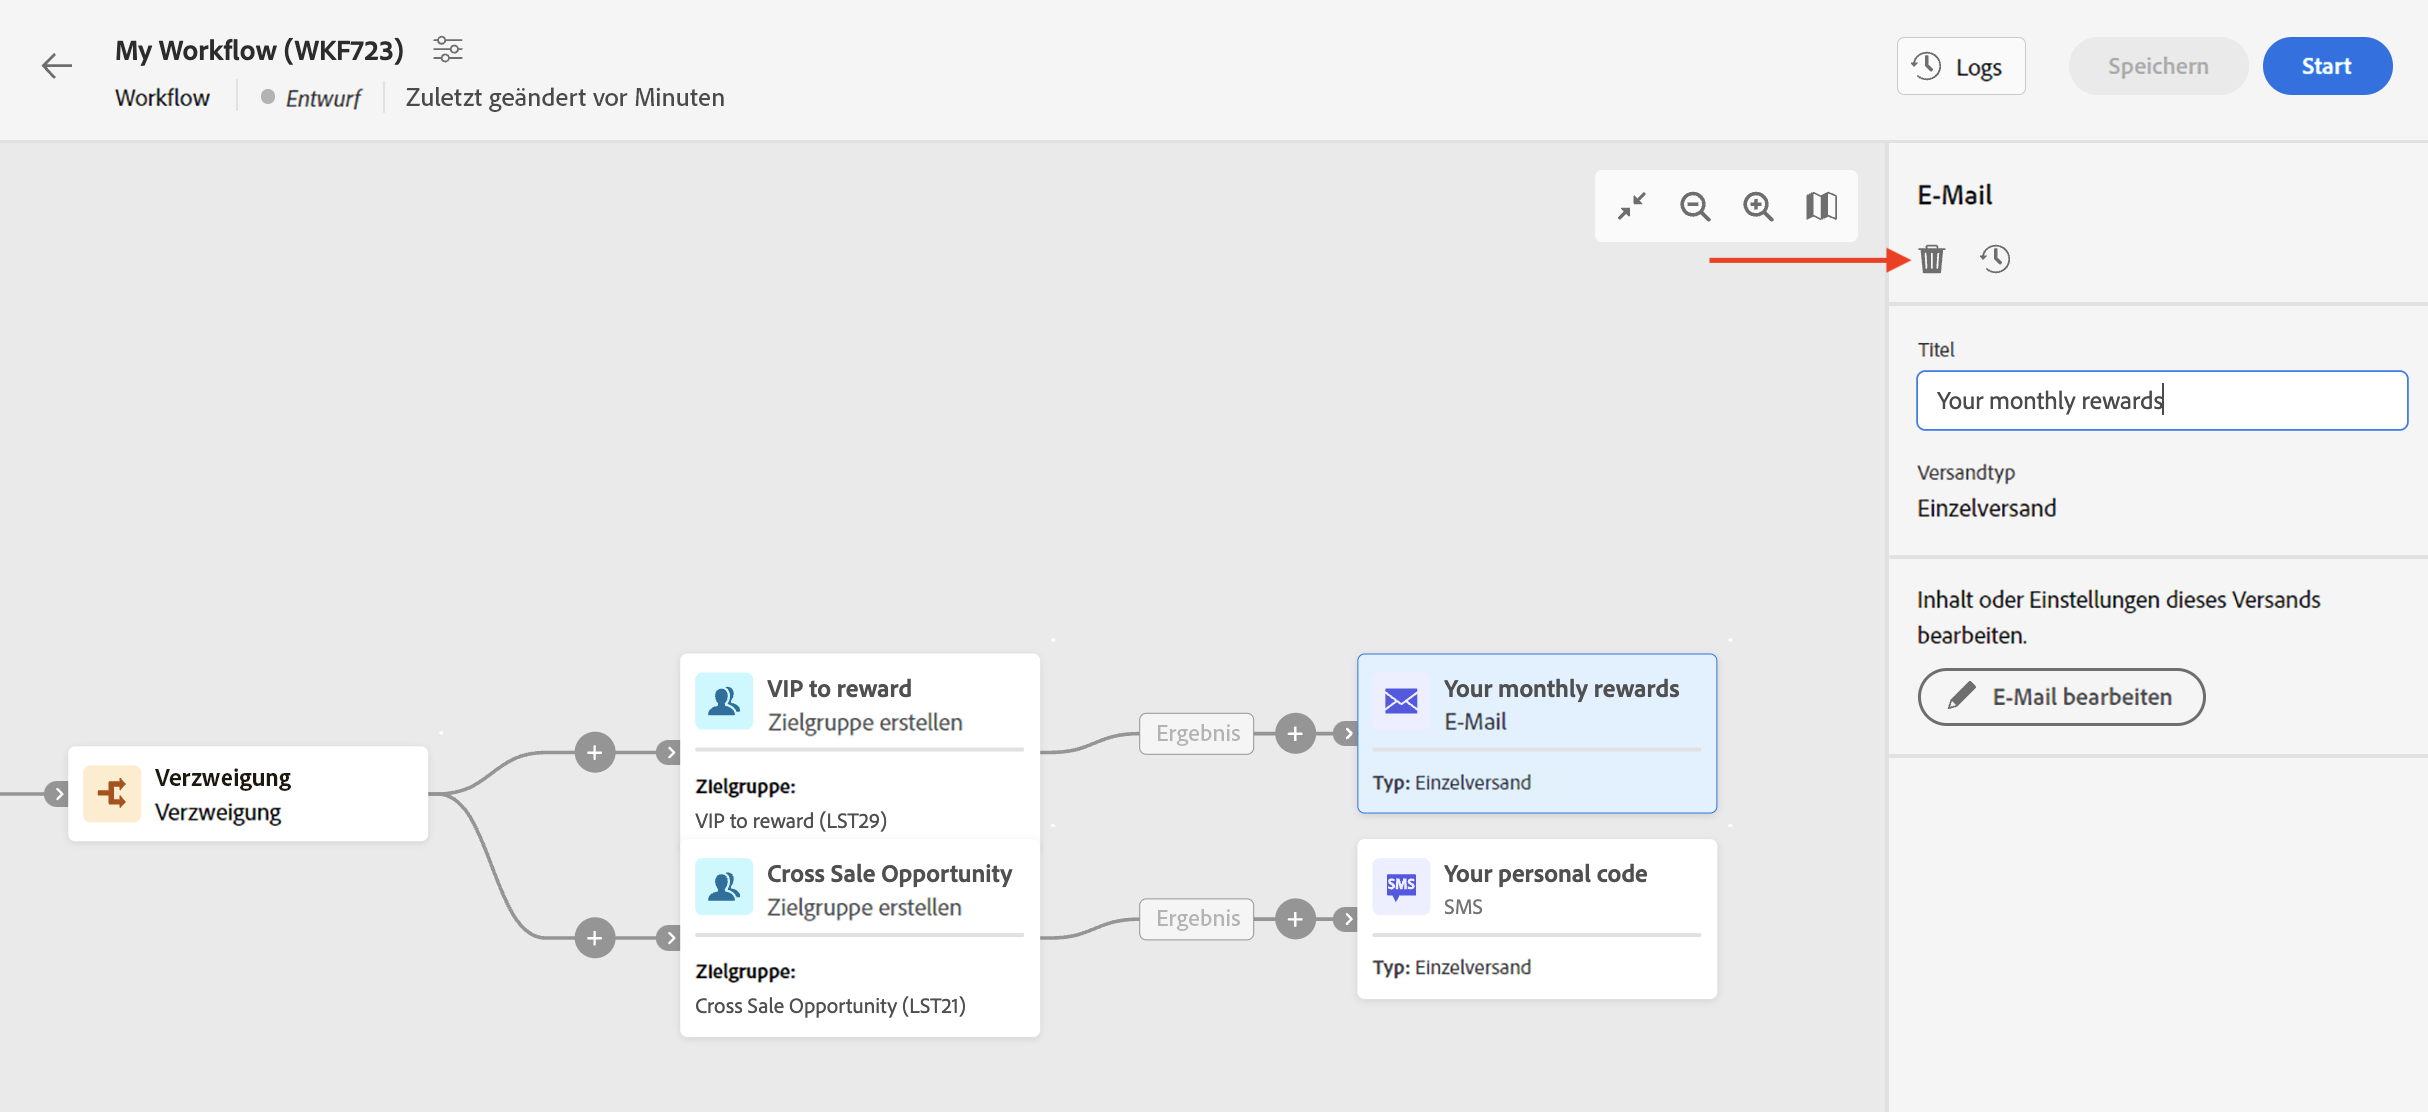 My Workflow (WKF723)
Workflow
Entwurf
Zuletzt geändert vor Minuten
Logs
Speichern
Start
E-Mail
Titel
Your monthly rewards
Versandtyp
Einzelversand
Inhalt oder Einstellungen dieses Versands
bearbeiten.
E-Mail bearbeiten
Verzweigung
Verzweigung
VIP to reward
Zielgruppe erstellen
Zielgruppe:
VIP to reward (LST29)
Ergebnis
Your monthly rewards
E-Mail
Typ: Einzelversand
Cross Sale Opportunity
Zielgruppe erstellen
Zielgruppe:
Cross Sale Opportunity (LST21)
Ergebnis
SMS
Your personal code
SMS
Typ: Einzelversand